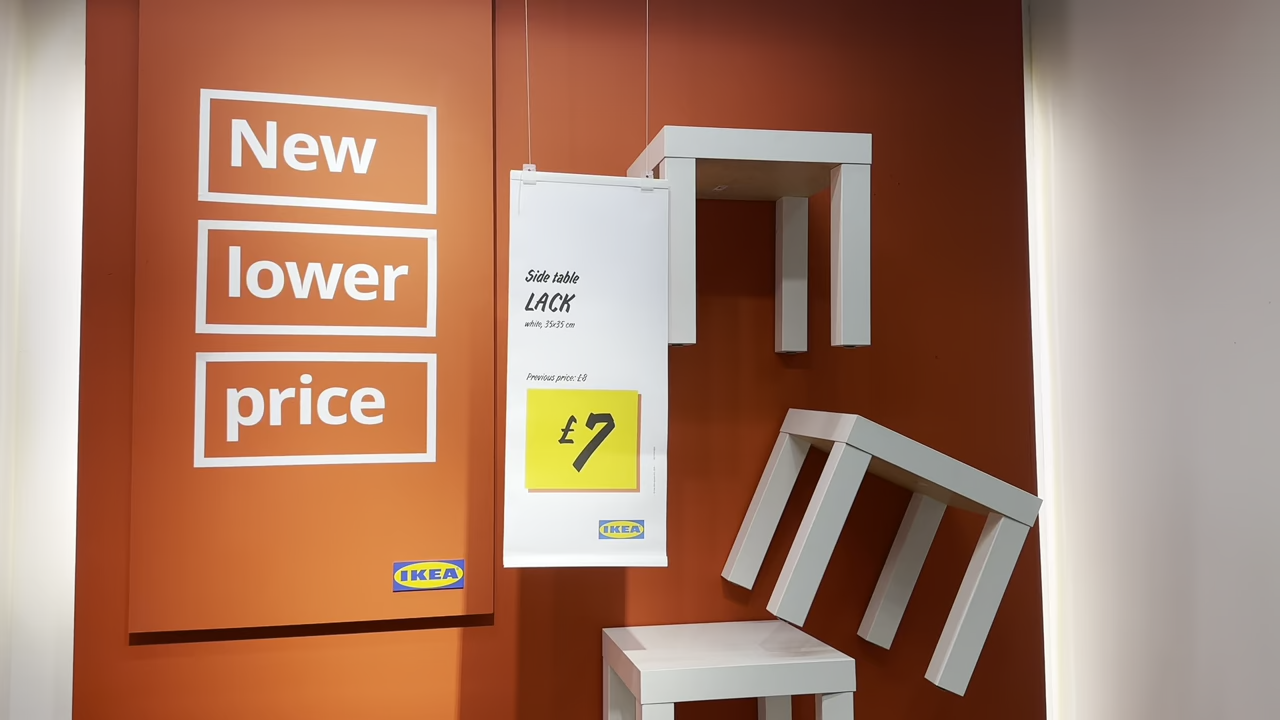 New
lower
price
IKEA
Side table
LACK
white, 35x35 cm
Previous price: £8
£7
IKEA